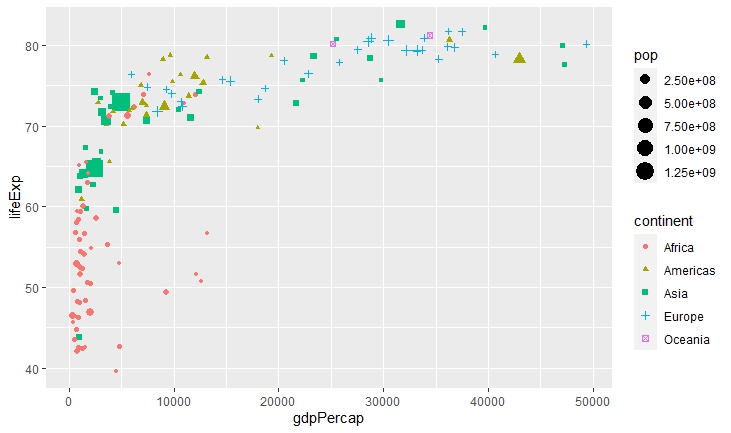 80
70
60
50
40
lifeExp
0
10000
20000
30000
40000
50000
gdpPercap
pop
2.50e+08
5.00e+08
7.50e+08
1.00e+09
1.25e+09
continent
Africa
Americas
Asia
Europe
Oceania